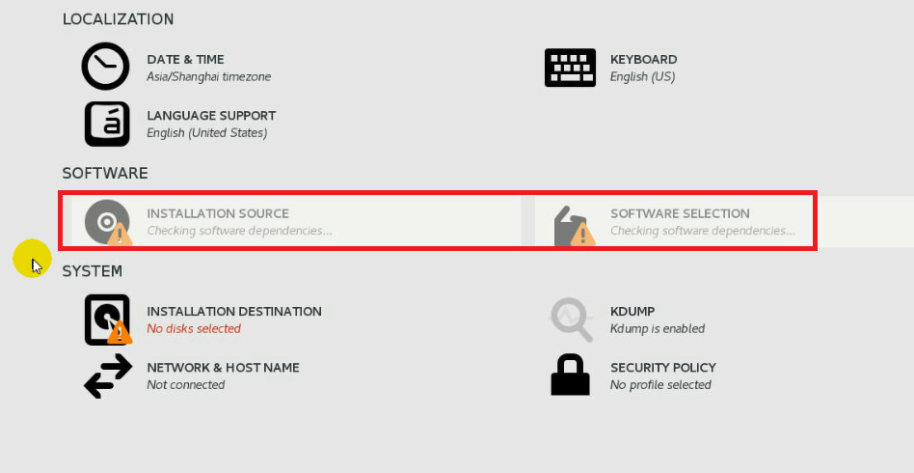 LOCALIZATION
DATE & TIME
Asia/Shanghai timezone
KEYBOARD
English (US)
LANGUAGE SUPPORT
English (United States)
SOFTWARE
INSTALLATION SOURCE
Checking software dependencies...
SOFTWARE SELECTION
Checking software dependencies...
SYSTEM
INSTALLATION DESTINATION
No disks selected
KDUMP
Kdump is enabled
NETWORK & HOST NAME
Not connected
SECURITY POLICY
No profile selected